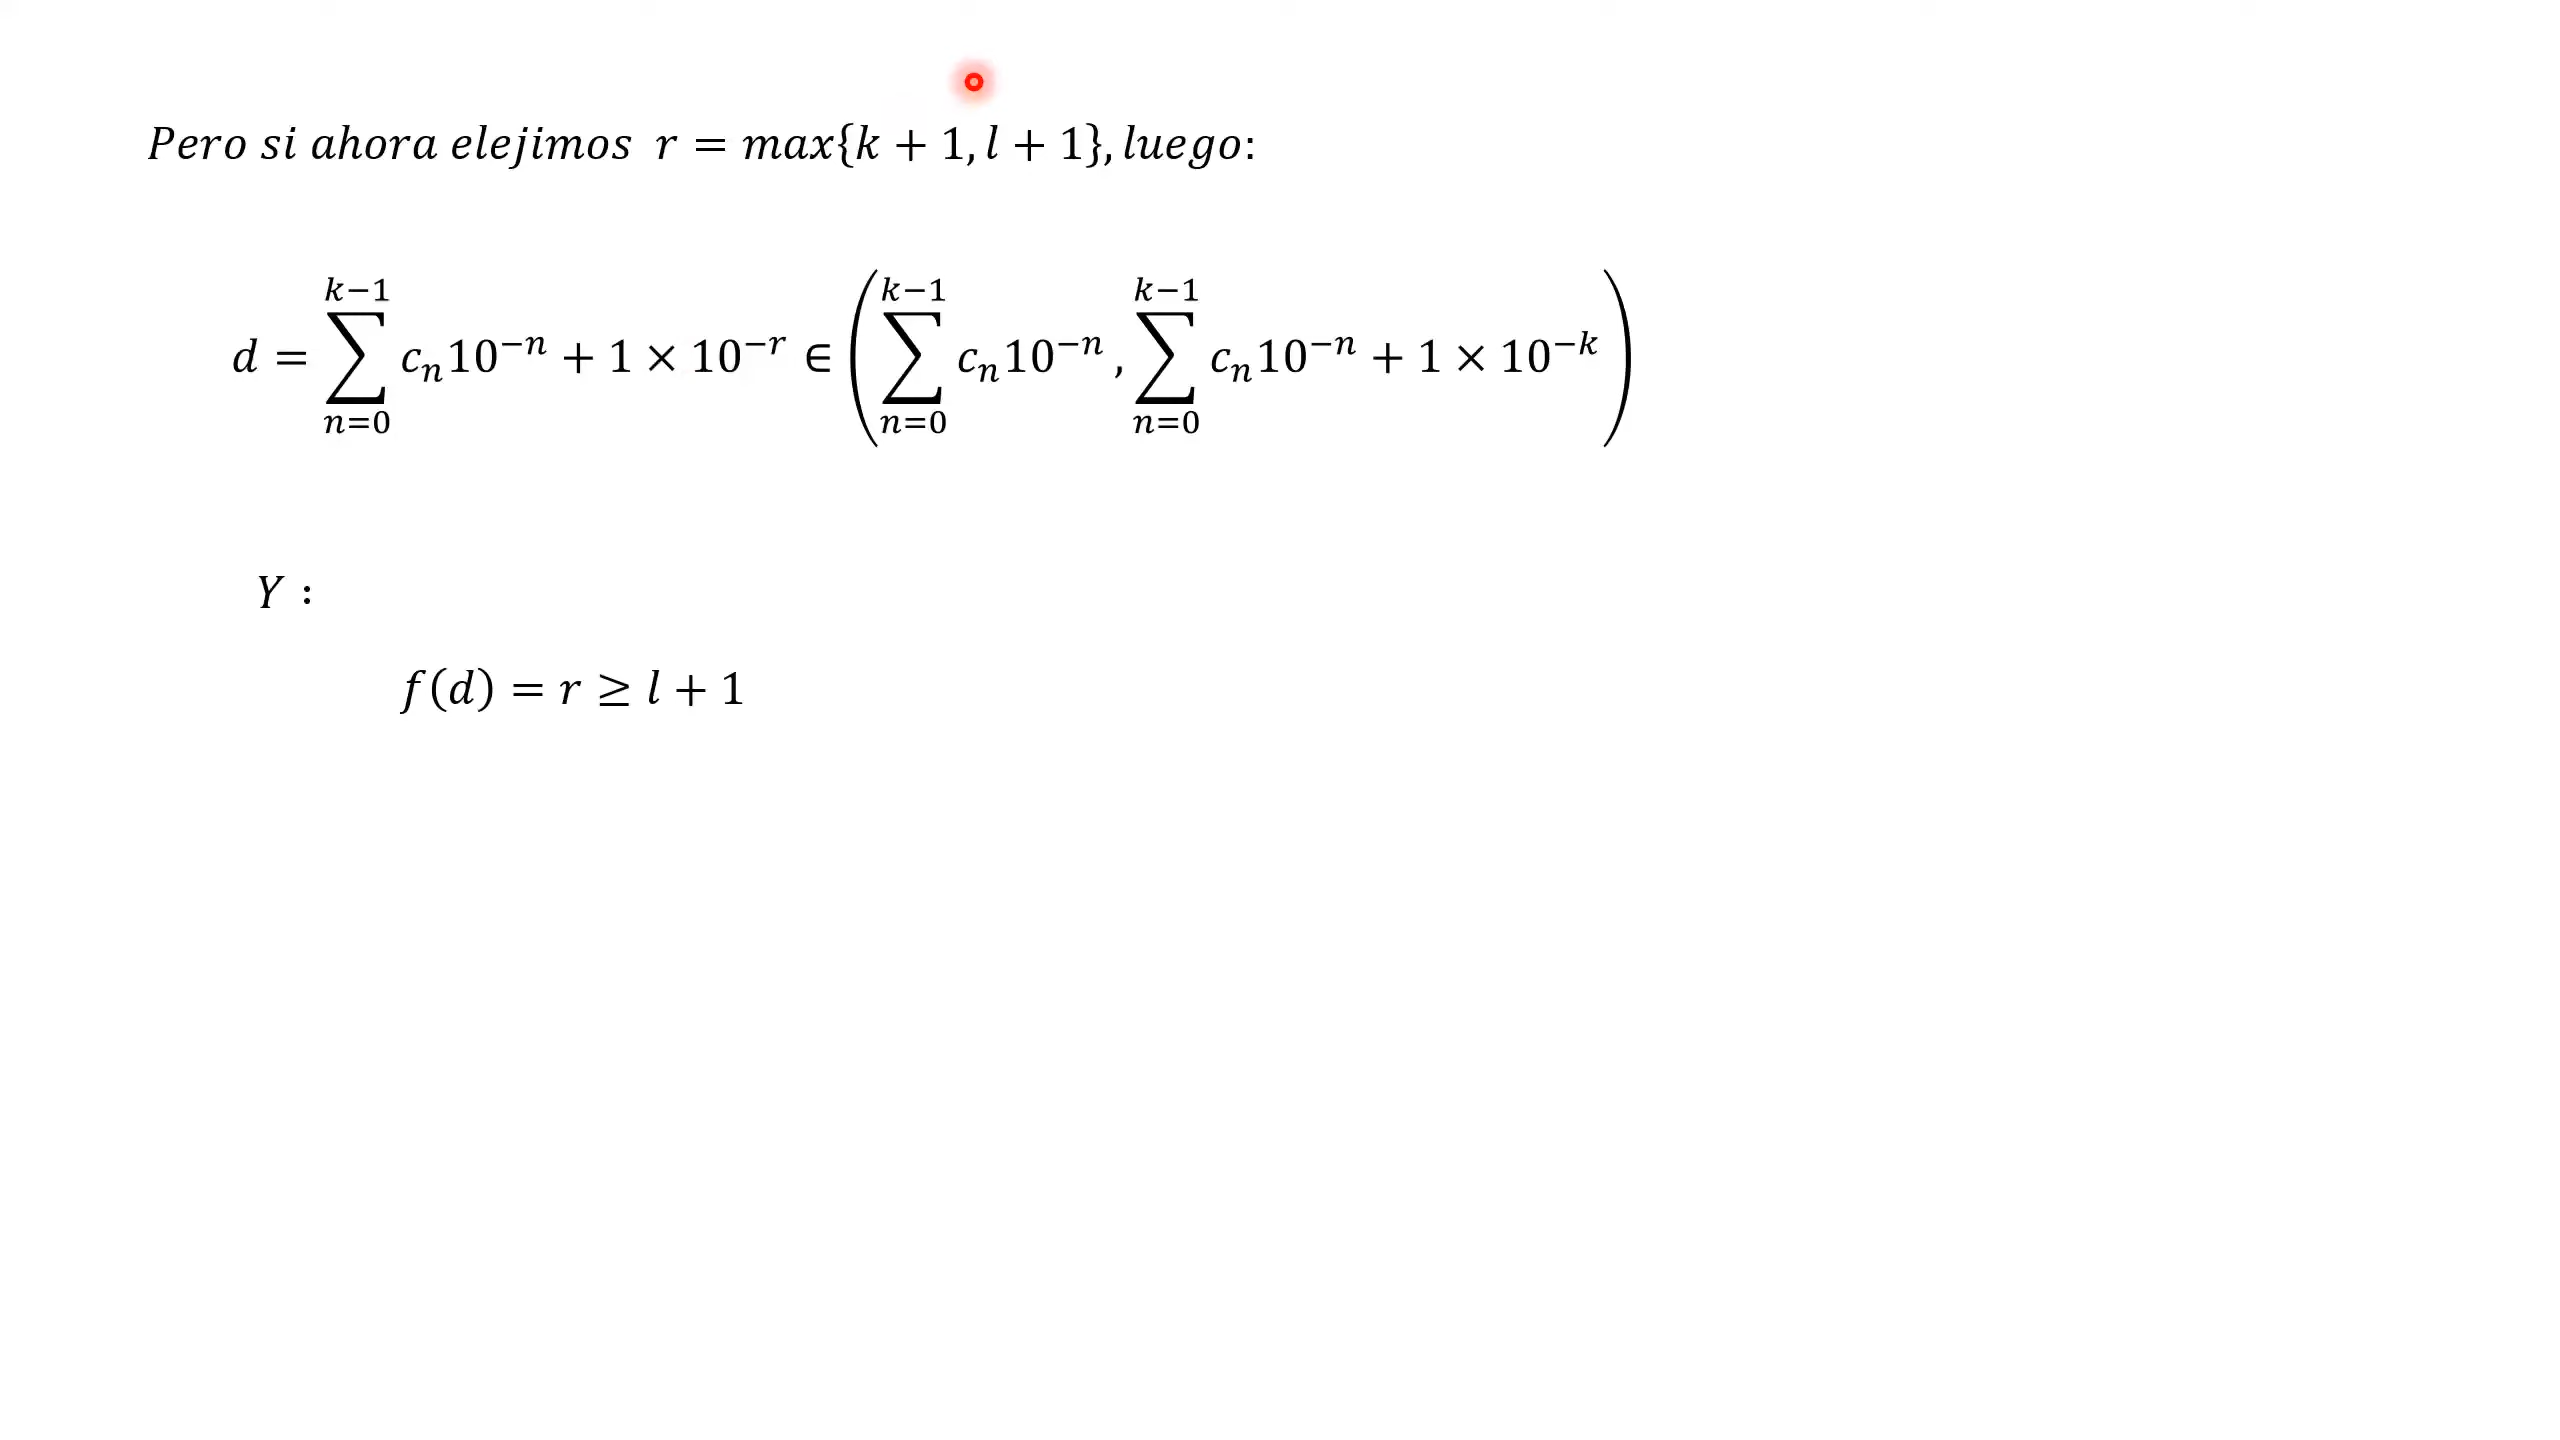 Pero si ahora elejimos r = max{k + 1, l + 1}, luego:
d = ∑_{n=0}^{k−1} c_n 10^{−n} + 1 × 10^{−r} ∈ (∑_{n=0}^{k−1} c_n 10^{−n} , ∑_{n=0}^{k−1} c_n 10^{−n} + 1 × 10^{−k})
Y :
f(d) = r ≥ l + 1